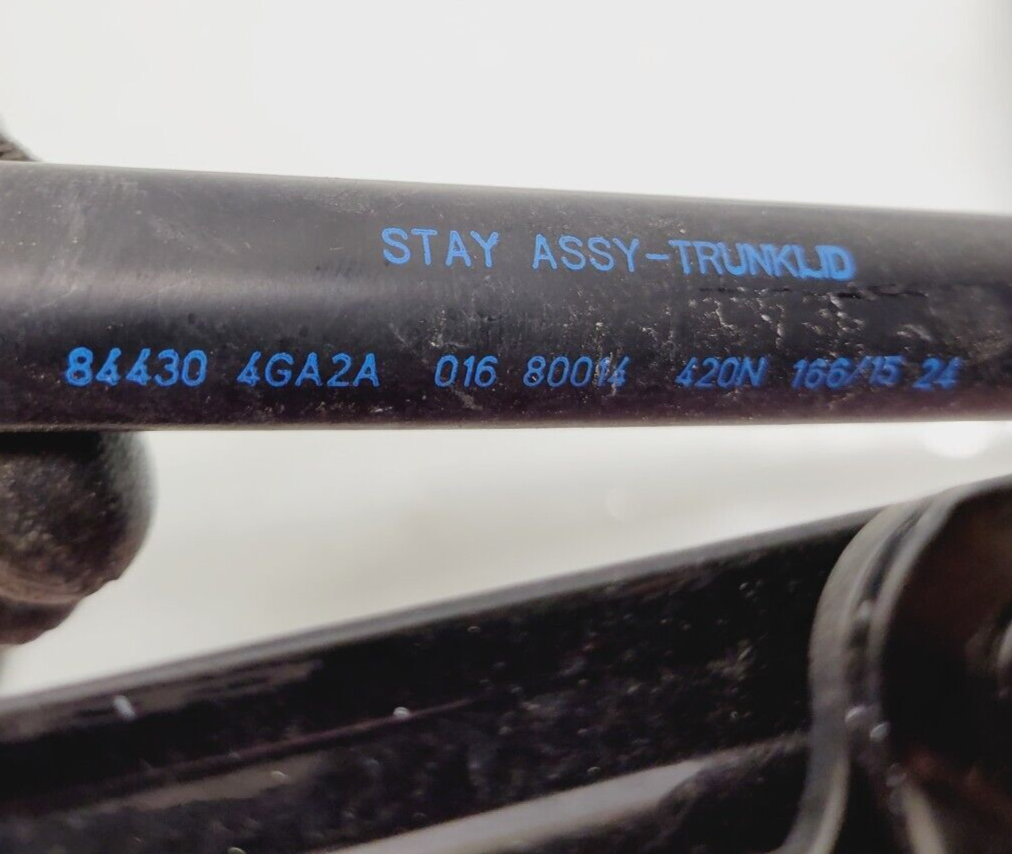 STAY ASSY-TRUNKLID
84430 4GA2A 016 80014 420N 166/15 24